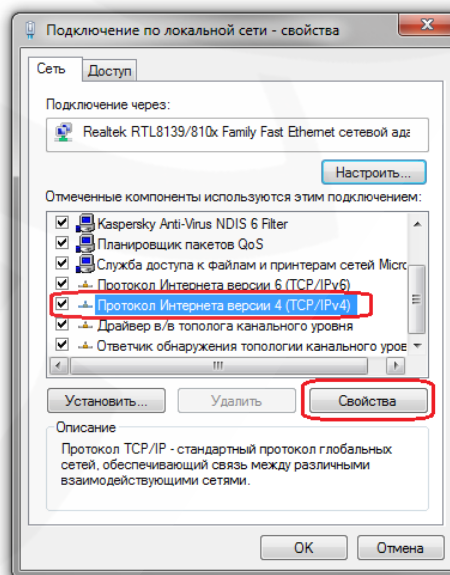 Подключение по локальной сети - свойства
Сеть Доступ
Подключение через:
Realtek RTL8139/810x Family Fast Ethernet сетевой ада
Настроить...
Отмеченные компоненты используются этим подключением:
Kaspersky Anti-Virus NDIS 6 Filter
Планировщик пакетов QoS
Служба доступа к файлам и принтерам сетей Micro
Протокол Интернета версии 6 (TCP/IPv6)
Протокол Интернета версии 4 (TCP/IPv4)
Драйвер в/в тополога канального уровня
Ответчик обнаружения топологии канального уров
Установить... Удалить Свойства
Описание
Протокол TCP/IP - стандартный протокол глобальных
сетей, обеспечивающий связь между различными
взаимодействующими сетями.
OK Отмена